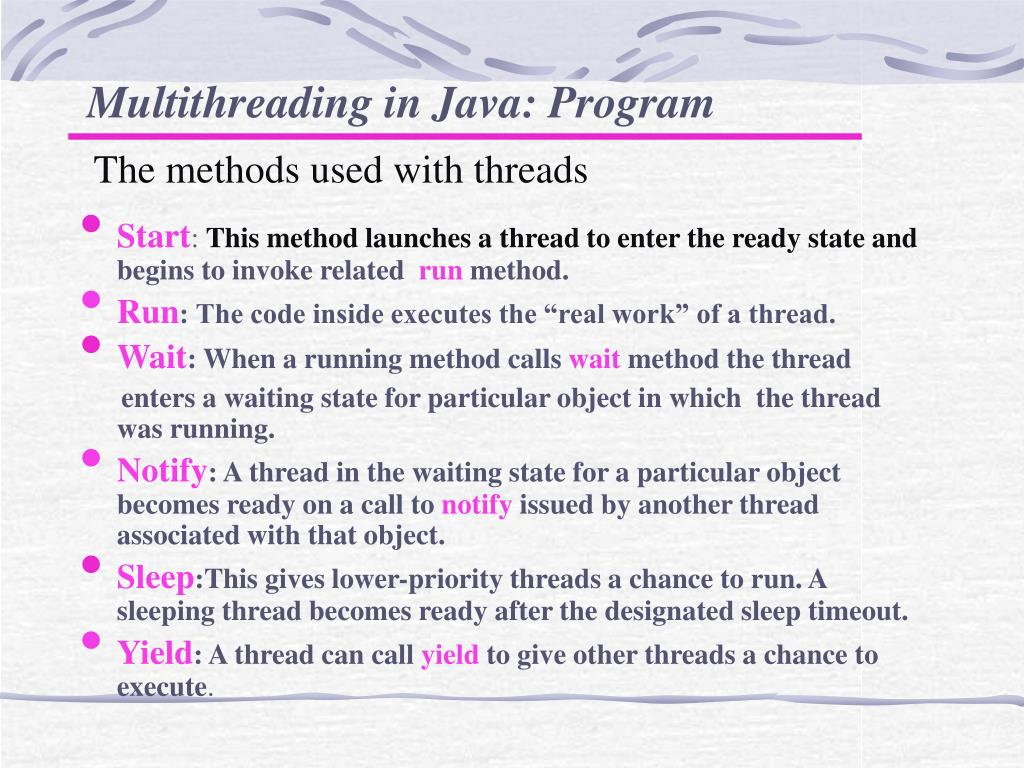 Multithreading in Java: Program
The methods used with threads
• Start: This method launches a thread to enter the ready state and
begins to invoke related run method.
• Run: The code inside executes the “real work” of a thread.
• Wait: When a running method calls wait method the thread
enters a waiting state for particular object in which the thread
was running.
• Notify: A thread in the waiting state for a particular object
becomes ready on a call to notify issued by another thread
associated with that object.
• Sleep:This gives lower-priority threads a chance to run. A
sleeping thread becomes ready after the designated sleep timeout.
• Yield: A thread can call yield to give other threads a chance to
execute.